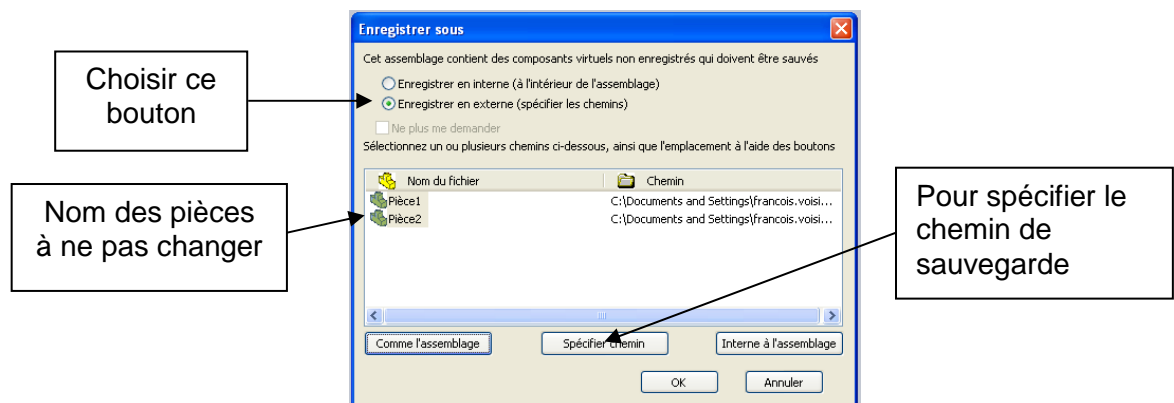 Enregistrer sous
Cet assemblage contient des composants virtuels non enregistrés qui doivent être sauvés
Choisir ce
bouton
Enregistrer en interne (à l'intérieur de l'assemblage)
Enregistrer en externe (spécifier les chemins)
Ne plus me demander
Sélectionnez un ou plusieurs chemins ci-dessous, ainsi que l'emplacement à l'aide des boutons
Nom du fichier Chemin
Pièce1 C:\Documents and Settings\francois.voisi...
Pièce2 C:\Documents and Settings\francois.voisi...
Nom des pièces
à ne pas changer
Pour spécifier le
chemin de
sauvegarde
Comme l'assemblage Spécifier chemin Interne à l'assemblage
OK Annuler